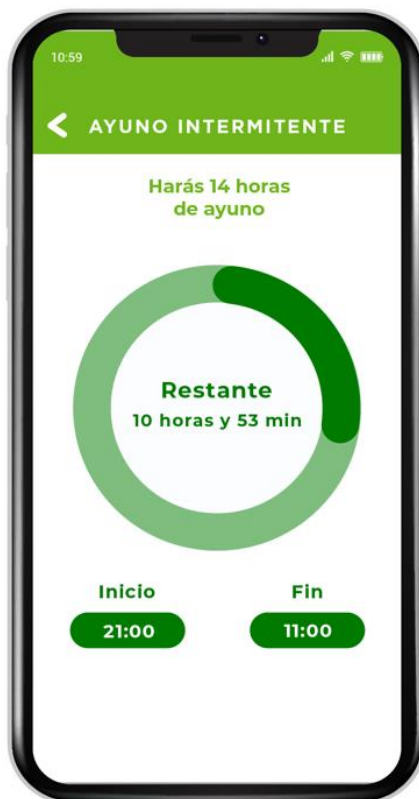 10:59
AYUNO INTERMITENTE
Harás 14 horas
de ayuno
Restante
10 horas y 53 min
Inicio
Fin
21:00
11:00